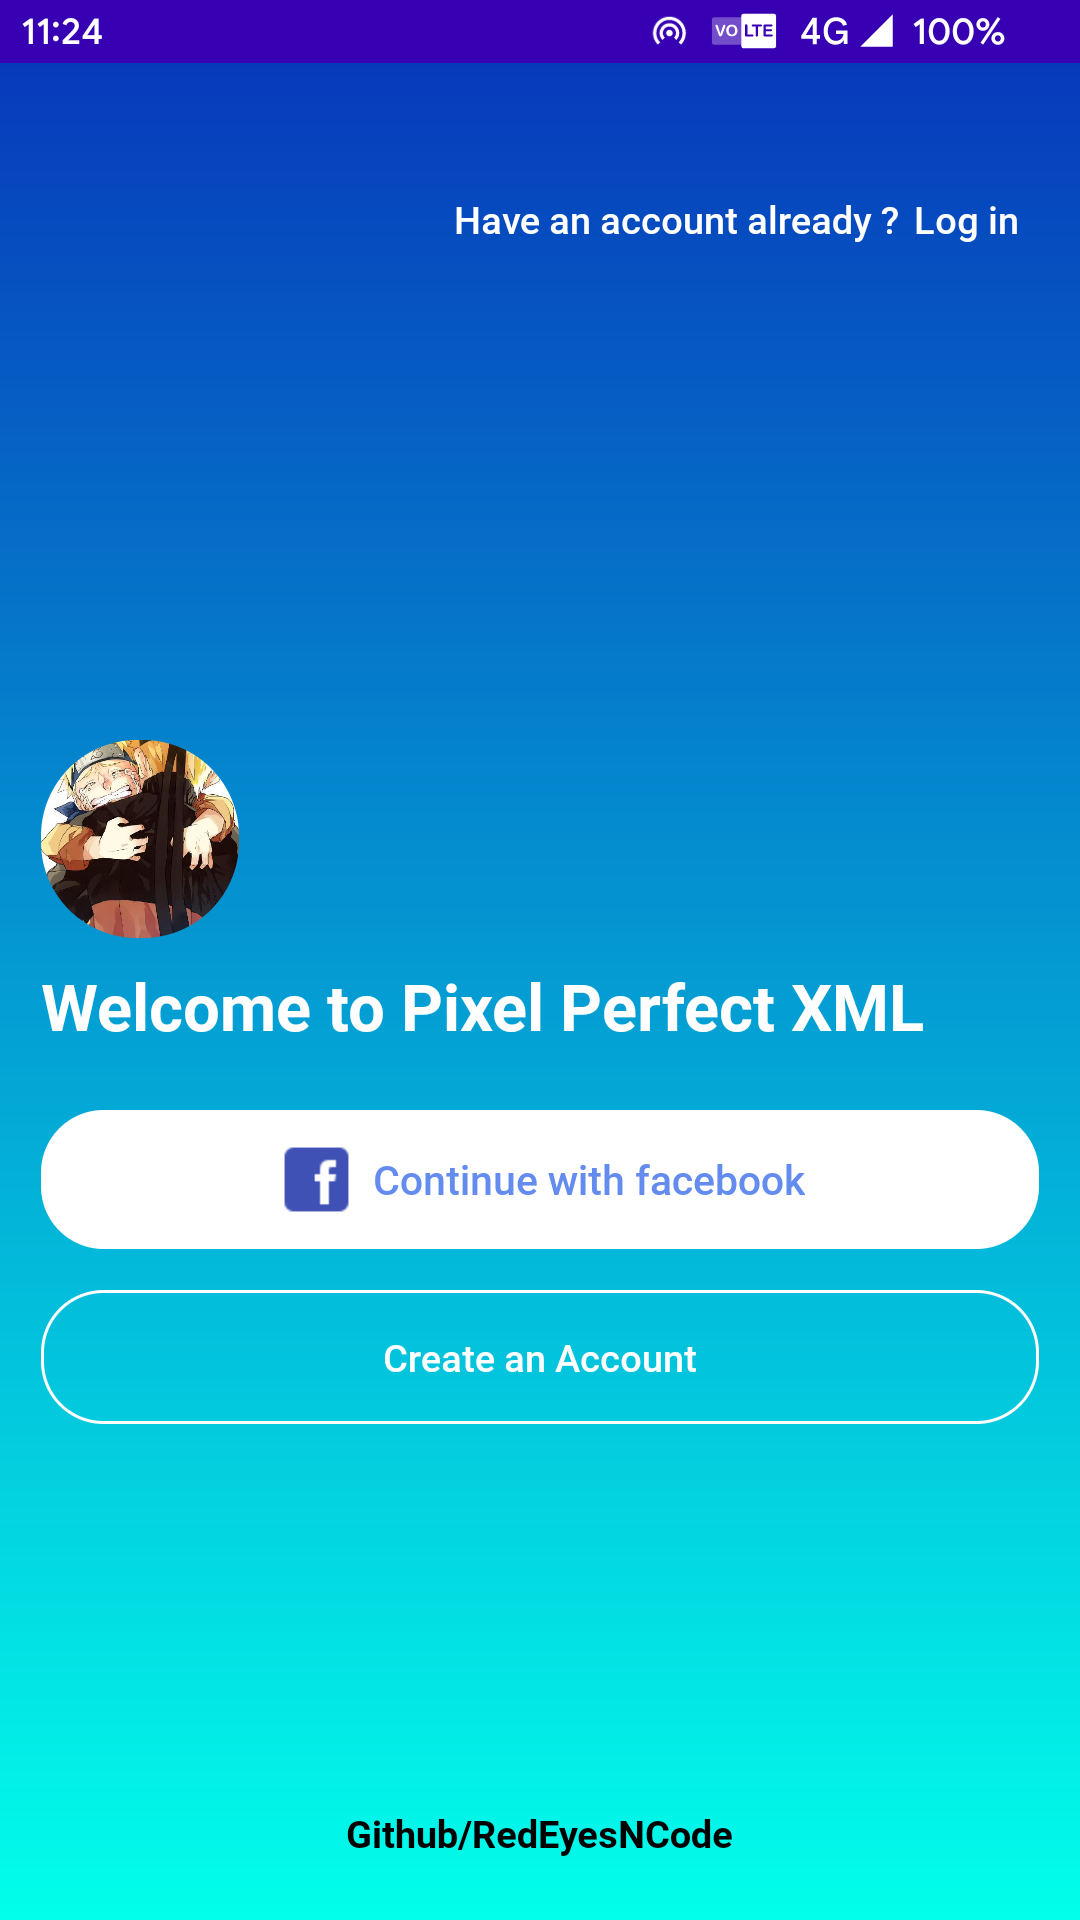 11:24 VO LTE 4G 100%
Have an account already ? Log in
Welcome to Pixel Perfect XML
f Continue with facebook
Create an Account
Github/RedEyesNCode